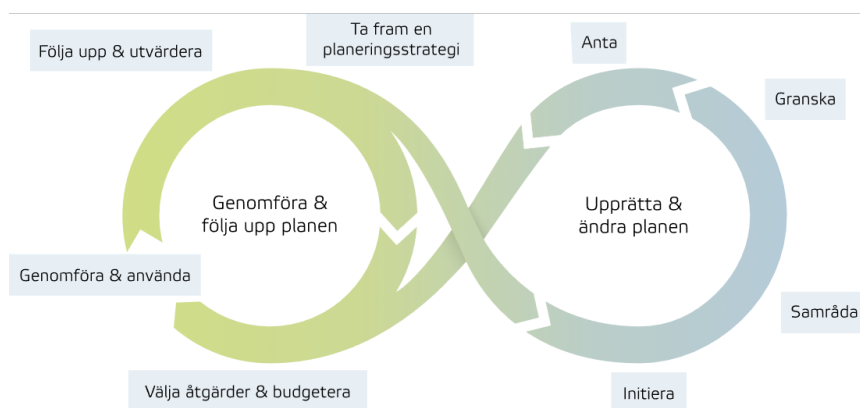 Ta fram en
planeringsstrategi
Anta
Följa upp & utvärdera
Granska
Genomföra &
följa upp planen
Upprätta &
ändra planen
Genomföra & använda
Samråda
Välja åtgärder & budgetera
Initiera